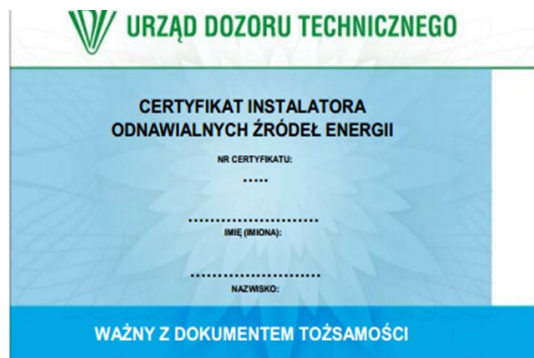 URZĄD DOZORU TECHNICZNEGO
CERTYFIKAT INSTALATORA
ODNAWIALNYCH ŹRÓDEŁ ENERGII
NR CERTYFIKATU:
.....
........................
IMIĘ (IMIONA):
........................
NAZWISKO:
WAŻNY Z DOKUMENTEM TOŻSAMOŚCI